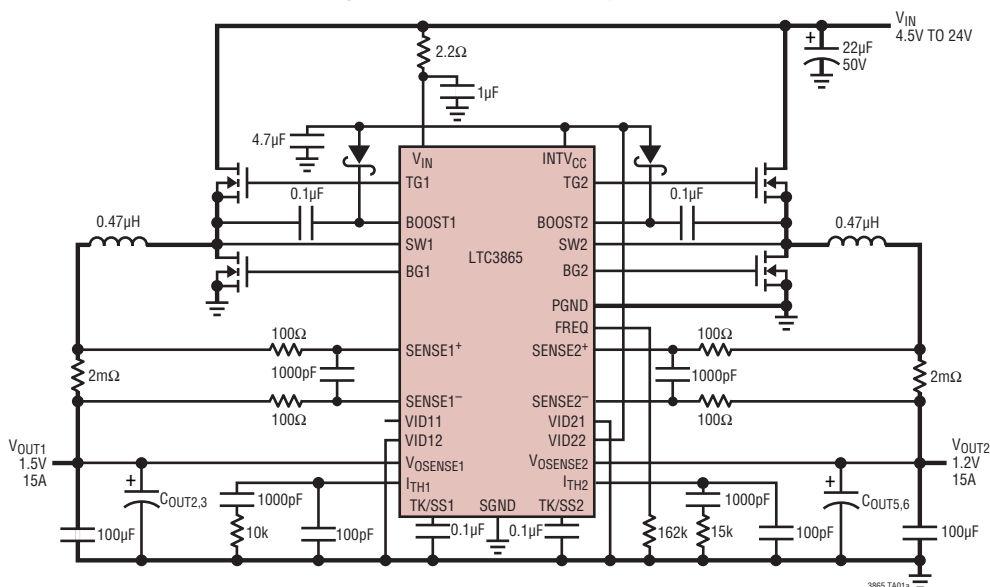 VIN
4.5V TO 24V
2.2Ω
+
22µF
50V
1µF
4.7µF
VIN
INTVCC
TG1
TG2
0.1µF
0.1µF
0.47µH
BOOST1
BOOST2
0.47µH
SW1
SW2
LTC3865
BG1
BG2
PGND
FREQ
100Ω
100Ω
SENSE1+
SENSE2+
2mΩ
1000pF
1000pF
2mΩ
SENSE1–
SENSE2–
100Ω
100Ω
VID11
VID21
VID12
VID22
VOUT1
1.5V
15A
VOSENSE1
VOSENSE2
VOUT2
1.2V
15A
ITH1
ITH2
+
COUT2,3
1000pF
1000pF
+
COUT5,6
TK/SS1
SGND
TK/SS2
100µF
10k
100pF
0.1µF
0.1µF
162k
15k
100pF
100µF
3865 TA01a